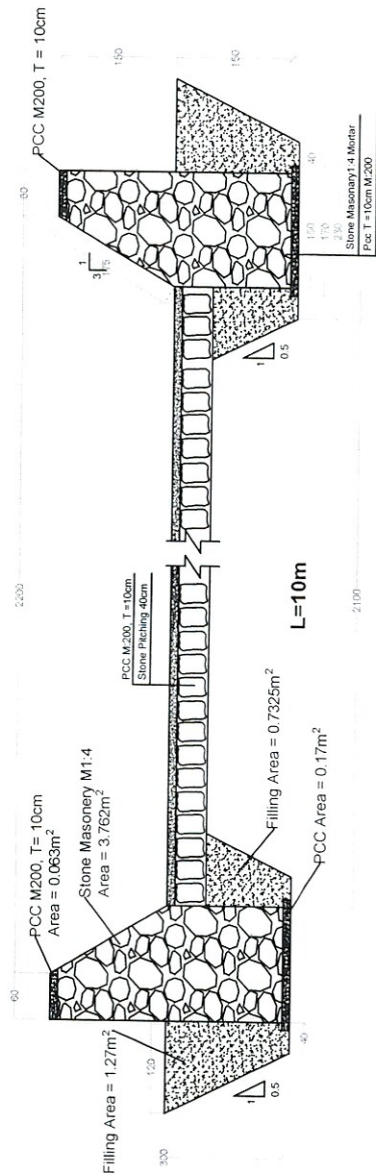 60
2200
60
PCC M200, T= 10cm
Area = 0.063m²
Stone Masonery M1:4
Area = 3.762m²
Filling Area = 1.27m²
120
300
1
0.5
40
PCC M:200, T =10cm
Stone Pitching 40cm
Filling Area = 0.7325m²
PCC Area = 0.17m²
L=10m
2100
PCC M200, T = 10cm
1
3
150
150
1
0.5
40
150
170
230
Stone Masonary1:4 Mortar
Pcc T =10cm M:200